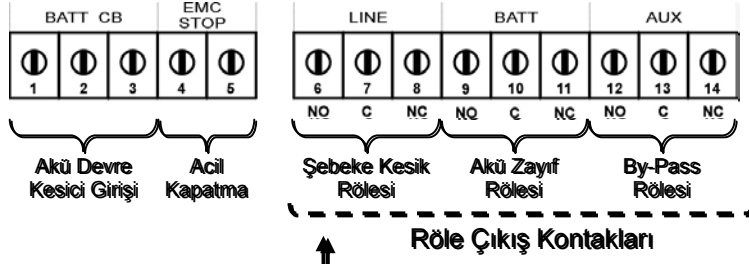 BATT CB
EMC
STOP
LINE
BATT
AUX
1 2 3 4 5 6 7 8 9 10 11 12 13 14
NO C NC NO C NC NO C NC
Akü Devre
Kesici Girişi
Acil
Kapatma
Şebeke Kesik
Rölesi
Akü Zayıf
Rölesi
By-Pass
Rölesi
Röle Çıkış Kontakları